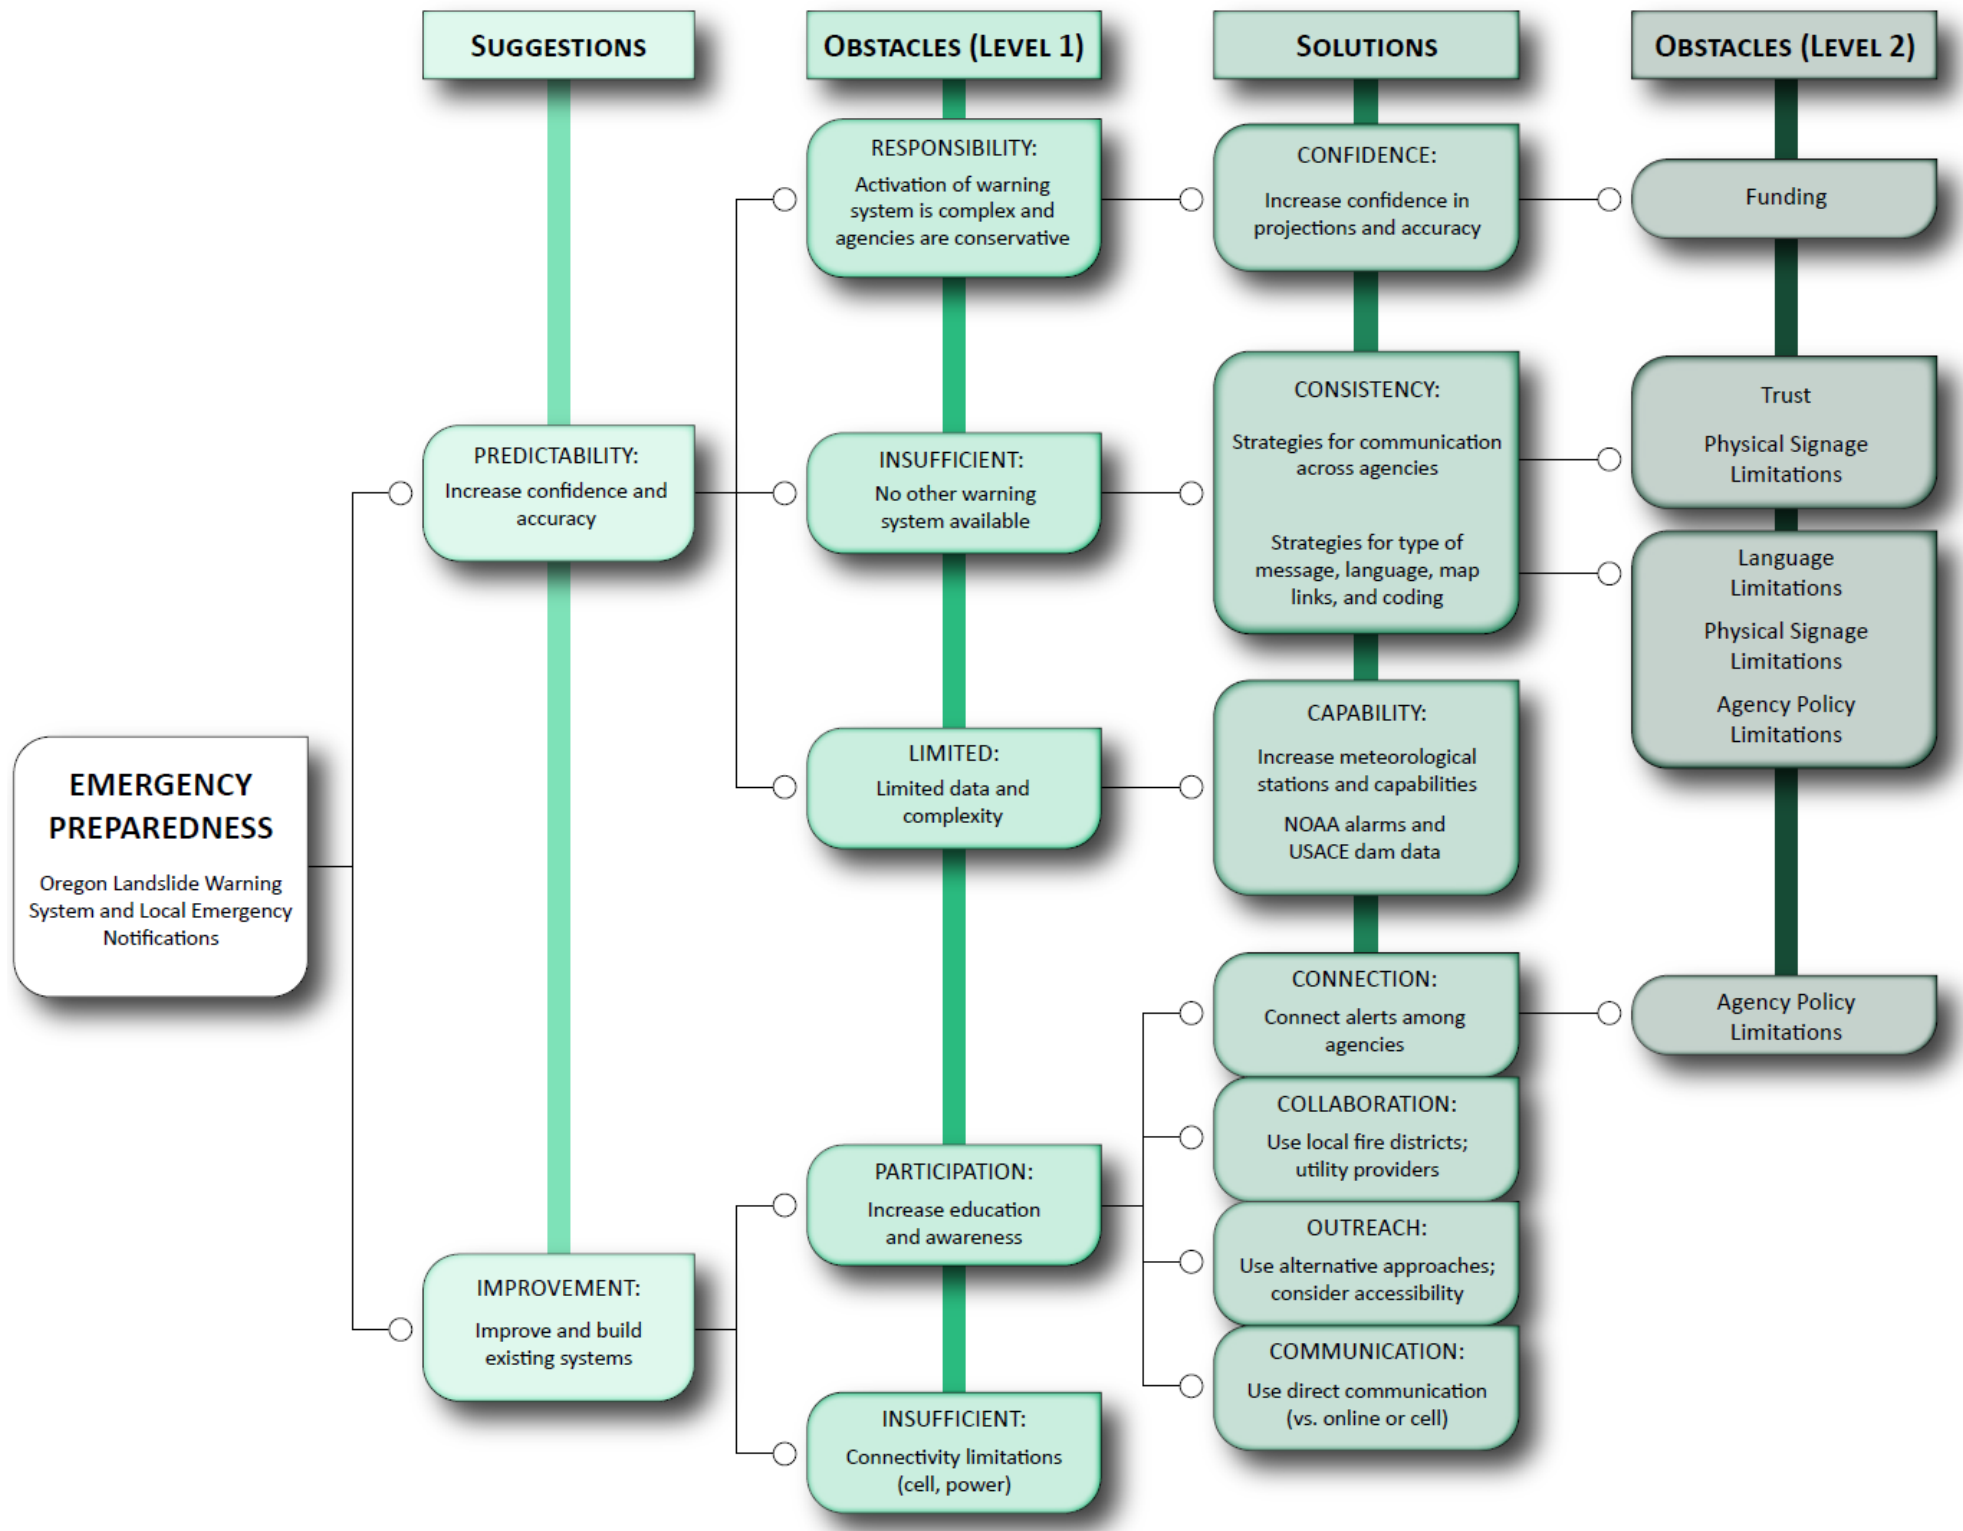 SUGGESTIONS
OBSTACLES (LEVEL 1)
SOLUTIONS
OBSTACLES (LEVEL 2)
EMERGENCY
PREPAREDNESS
Oregon Landslide Warning
System and Local Emergency
Notifications
PREDICTABILITY:
Increase confidence and
accuracy
IMPROVEMENT:
Improve and build
existing systems
RESPONSIBILITY:
Activation of warning
system is complex and
agencies are conservative
INSUFFICIENT:
No other warning
system available
LIMITED:
Limited data and
complexity
PARTICIPATION:
Increase education
and awareness
INSUFFICIENT:
Connectivity limitations
(cell, power)
CONFIDENCE:
Increase confidence in
projections and accuracy
CONSISTENCY:
Strategies for communication
across agencies
Strategies for type of
message, language, map
links, and coding
CAPABILITY:
Increase meteorological
stations and capabilities
NOAA alarms and
USACE dam data
CONNECTION:
Connect alerts among
agencies
COLLABORATION:
Use local fire districts;
utility providers
OUTREACH:
Use alternative approaches;
consider accessibility
COMMUNICATION:
Use direct communication
(vs. online or cell)
Funding
Trust
Physical Signage
Limitations
Language
Limitations
Physical Signage
Limitations
Agency Policy
Limitations
Agency Policy
Limitations